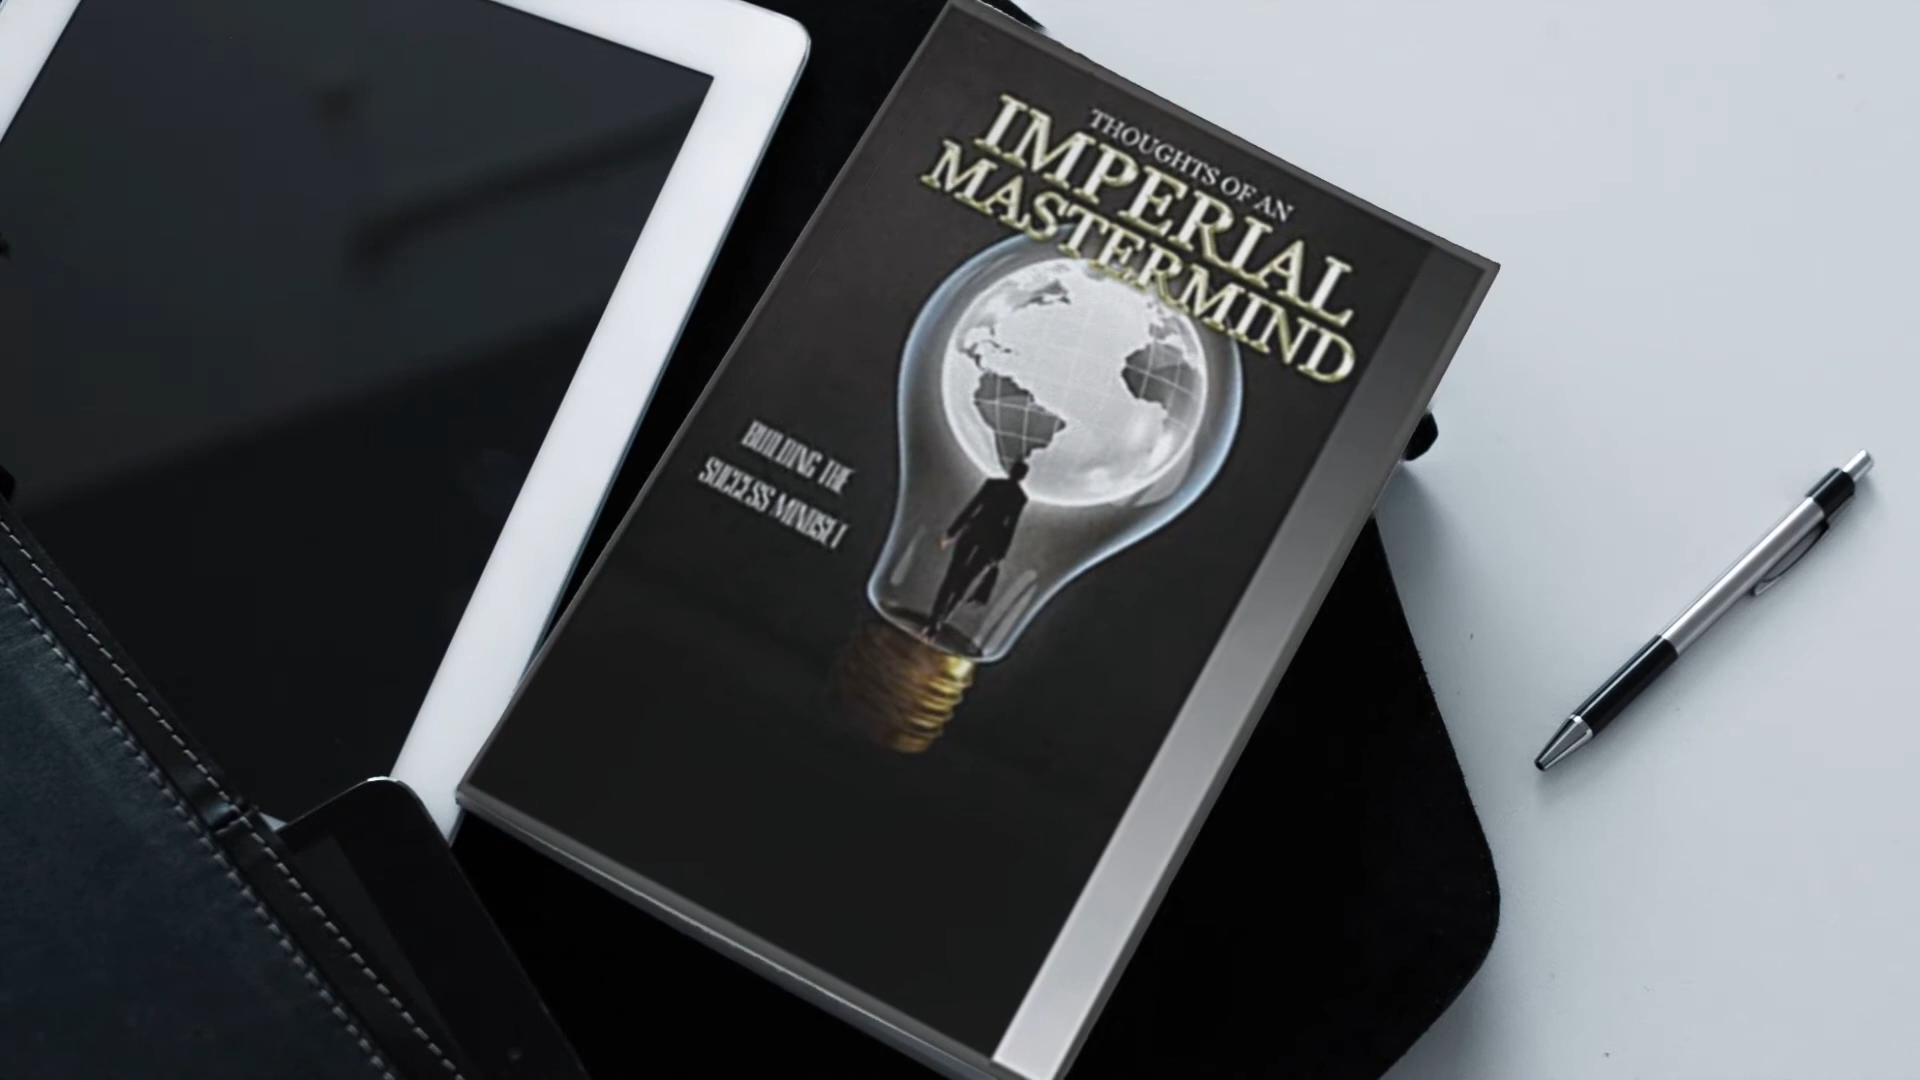 THOUGHTS OF AN
IMPERIAL
MASTERMIND
BUILDING THE
SUCCESS MINDSET